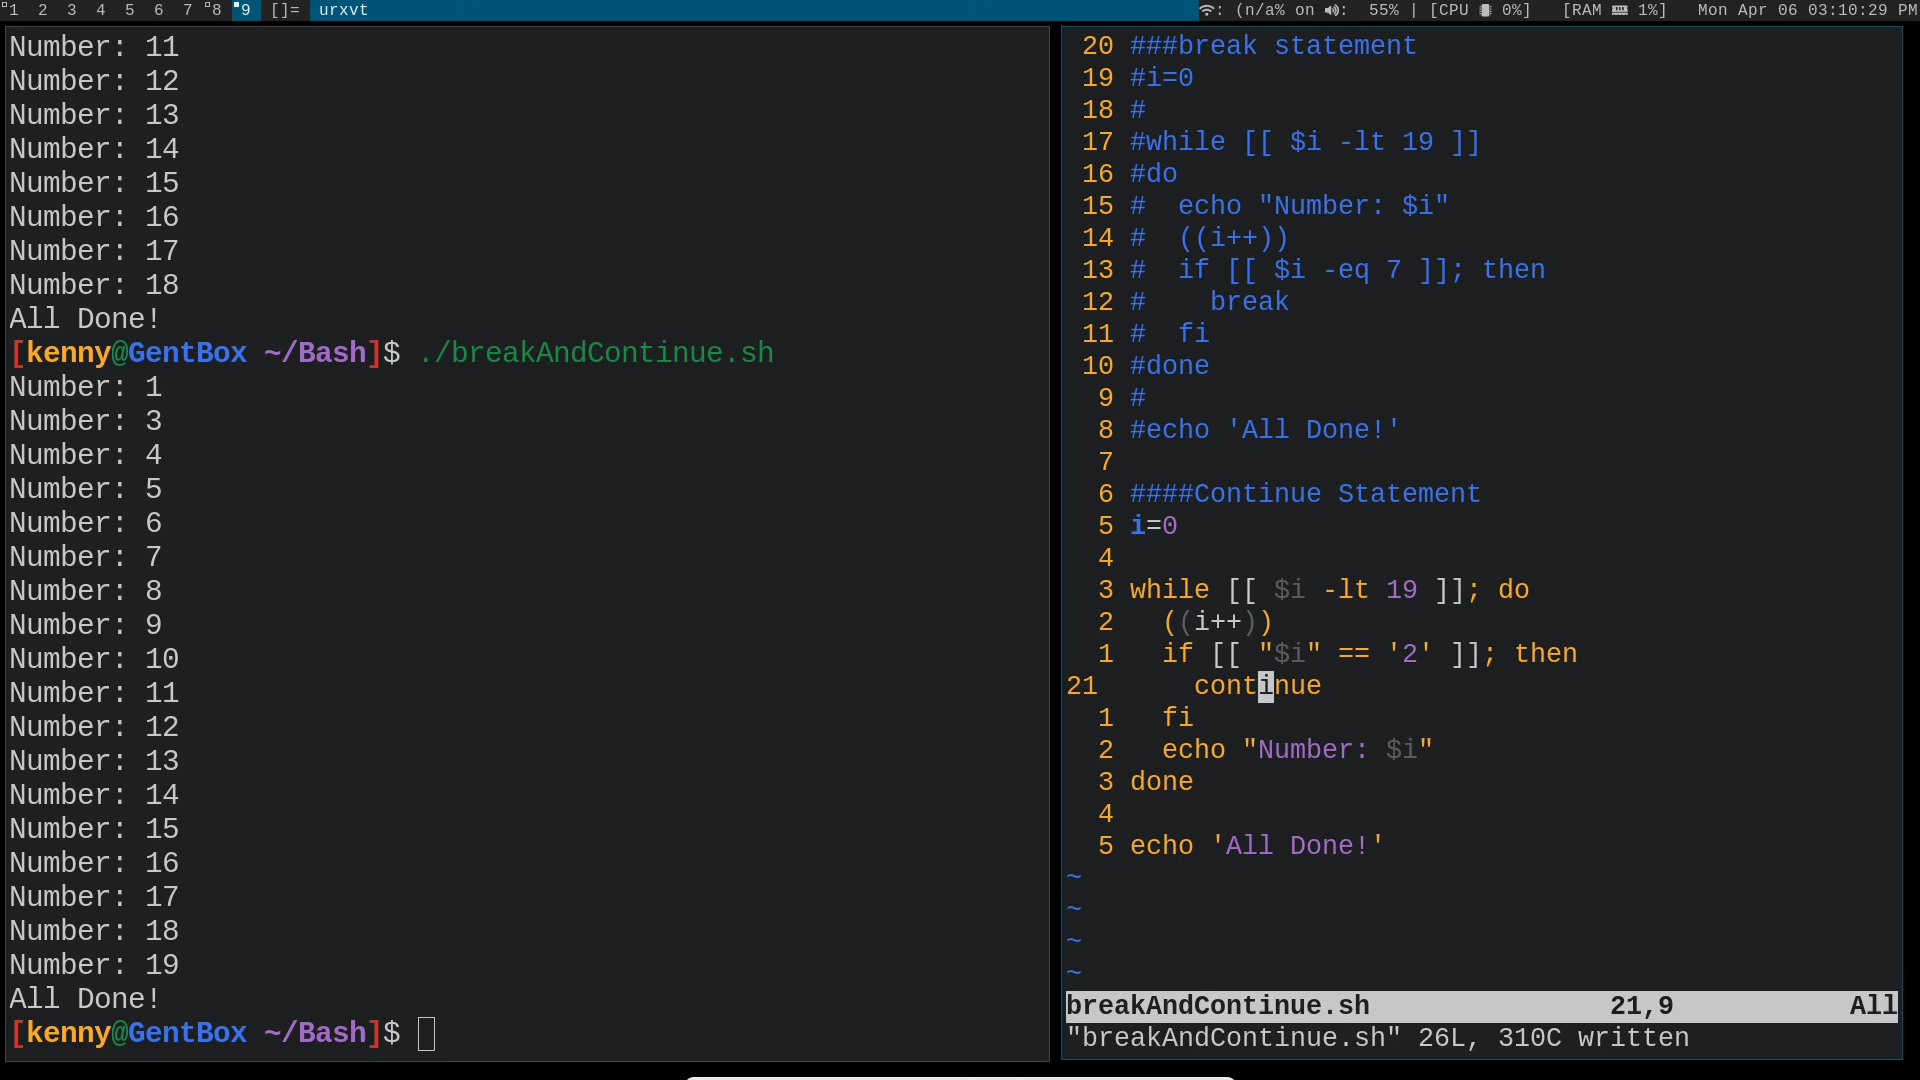 1 2 3 4 5 6 7 8 9 []= urxvt : (n/a% on : 55% | [CPU 0%] [RAM 1%] Mon Apr 06 03:10:29 PM
Number: 11
Number: 12
Number: 13
Number: 14
Number: 15
Number: 16
Number: 17
Number: 18
All Done!
[kenny@GentBox ~/Bash]$ ./breakAndContinue.sh
Number: 1
Number: 3
Number: 4
Number: 5
Number: 6
Number: 7
Number: 8
Number: 9
Number: 10
Number: 11
Number: 12
Number: 13
Number: 14
Number: 15
Number: 16
Number: 17
Number: 18
Number: 19
All Done!
[kenny@GentBox ~/Bash]$
20 ###break statement
19 #i=0
18 #
17 #while [[ $i -lt 19 ]]
16 #do
15 #  echo "Number: $i"
14 #  ((i++))
13 #  if [[ $i -eq 7 ]]; then
12 #    break
11 #  fi
10 #done
9 #
8 #echo 'All Done!'
7
6 ####Continue Statement
5 i=0
4
3 while [[ $i -lt 19 ]]; do
2   ((i++))
1   if [[ "$i" == '2' ]]; then
21      continue
1   fi
2   echo "Number: $i"
3 done
4
5 echo 'All Done!'
~
~
~
~
breakAndContinue.sh 21,9 All
"breakAndContinue.sh" 26L, 310C written